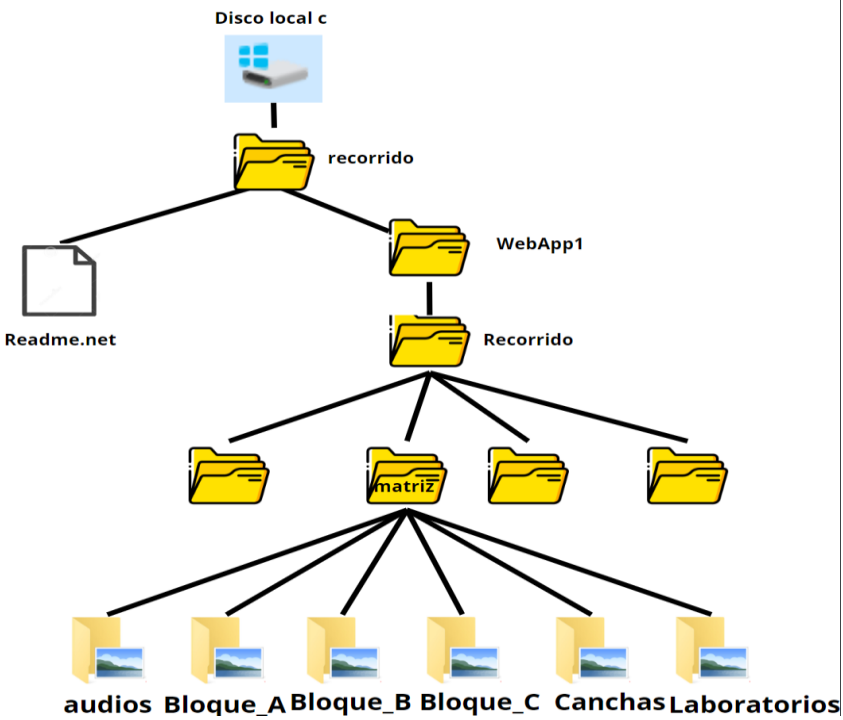 Disco local c
recorrido
WebApp1
Readme.net
Recorrido
matriz
audios
Bloque_A
Bloque_B
Bloque_C
Canchas
Laboratorios